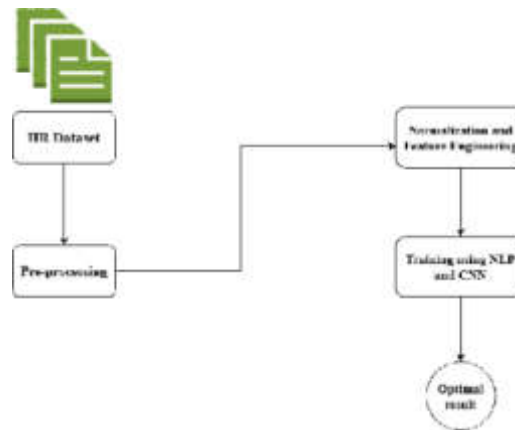 HR Dataset
Pre-processing
Normalization and
Feature Engineering
Training using NLP
and CNN
Optimal
result